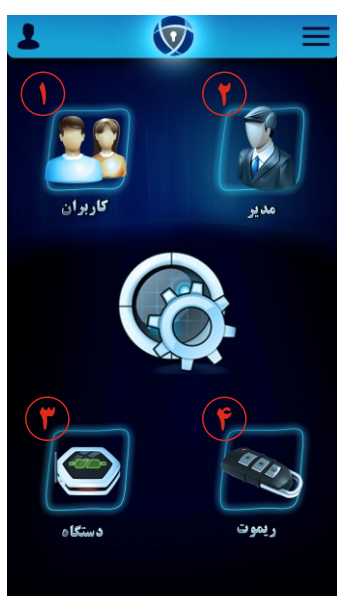 ۱
۲
کاربران
مدیر
۳
۴
دستگاه
ریموت